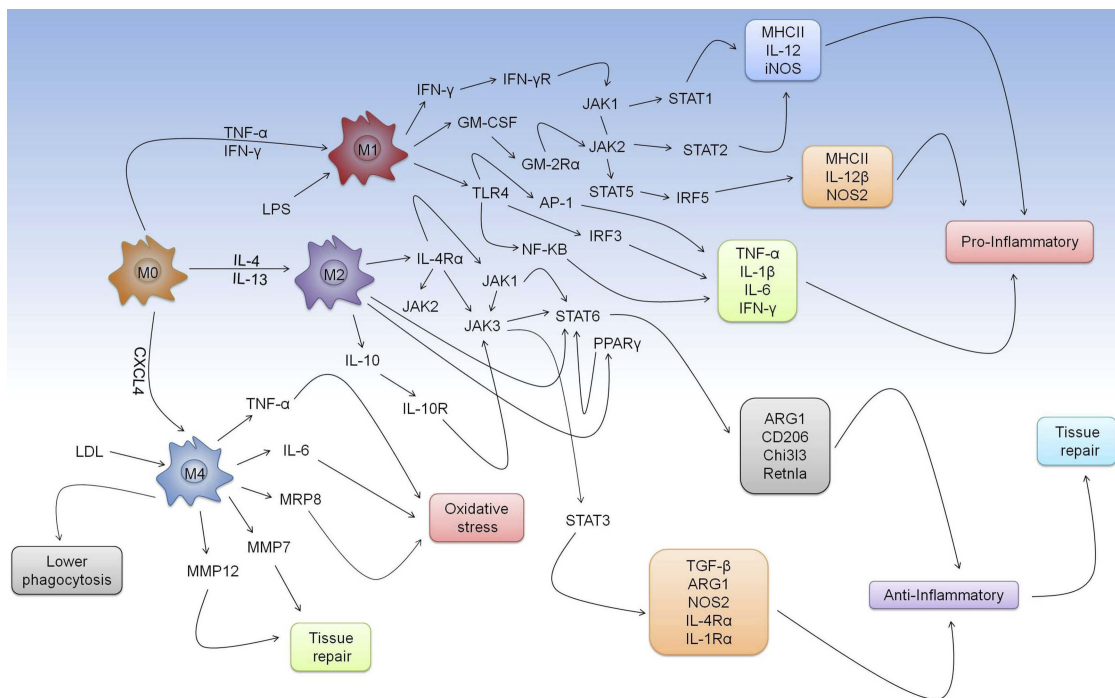 MHCII
IL-12
iNOS
IFN-γ
IFN-γR
JAK1
STAT1
TNF-α
IFN-γ
M1
GM-CSF
GM-2Rα
JAK2
STAT2
LPS
TLR4
AP-1
STAT5
IRF5
MHCII
IL-12β
NOS2
IRF3
NF-KB
Pro-Inflammatory
M0
IL-4
IL-13
M2
IL-4Rα
JAK1
JAK2
JAK3
STAT6
PPARγ
TNF-α
IL-1β
IL-6
IFN-γ
IL-10
IL-10R
CXCL4
TNF-α
LDL
M4
IL-6
MRP8
MMP7
MMP12
Oxidative
stress
Lower
phagocytosis
Tissue
repair
ARG1
CD206
Chi3l3
Retnla
Tissue
repair
STAT3
TGF-β
ARG1
NOS2
IL-4Rα
IL-1Rα
Anti-Inflammatory